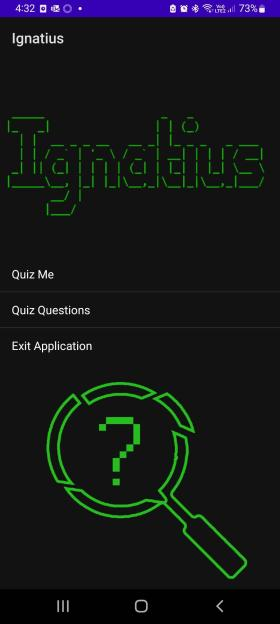 4:32 73%
Ignatius
Ignatius
Quiz Me
Quiz Questions
Exit Application
?